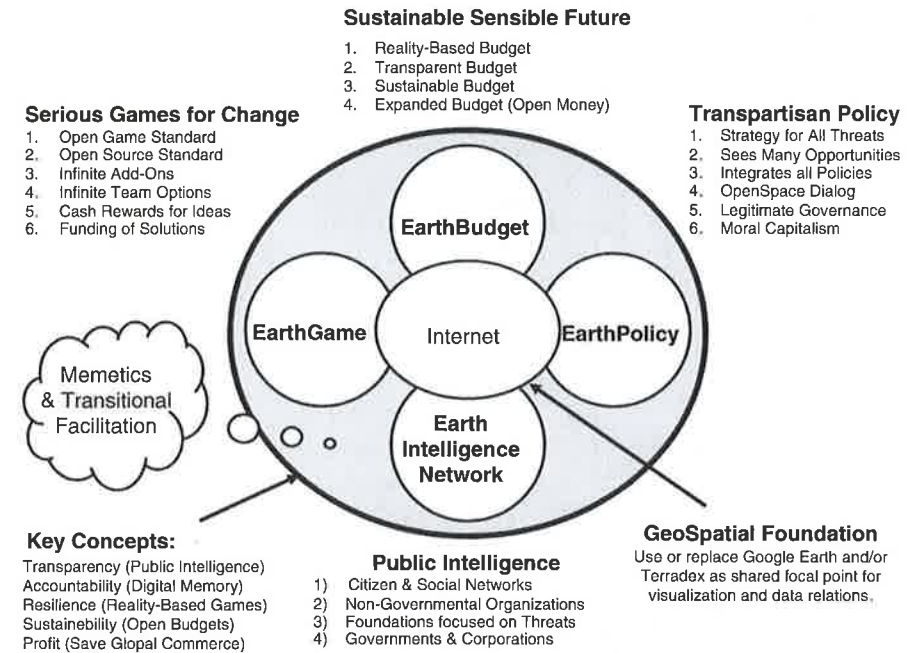 Sustainable Sensible Future
1. Reality-Based Budget
2. Transparent Budget
3. Sustainable Budget
4. Expanded Budget (Open Money)
Serious Games for Change
1. Open Game Standard
2. Open Source Standard
3. Infinite Add-Ons
4. Infinite Team Options
5. Cash Rewards for Ideas
6. Funding of Solutions
Transpartisan Policy
1. Strategy for All Threats
2. Sees Many Opportunities
3. Integrates all Policies
4. OpenSpace Dialog
5. Legitimate Governance
6. Moral Capitalism
EarthBudget
EarthGame
Internet
EarthPolicy
Earth
Intelligence
Network
Memetics
& Transitional
Facilitation
Key Concepts:
Transparency (Public Intelligence)
Accountability (Digital Memory)
Resilience (Reality-Based Games)
Sustainebility (Open Budgets)
Profit (Save Glopal Commerce)
Public Intelligence
1) Citizen & Social Networks
2) Non-Governmental Organizations
3) Foundations focused on Threats
4) Governments & Corporations
GeoSpatial Foundation
Use or replace Google Earth and/or
Terradex as shared focal point for
visualization and data relations.